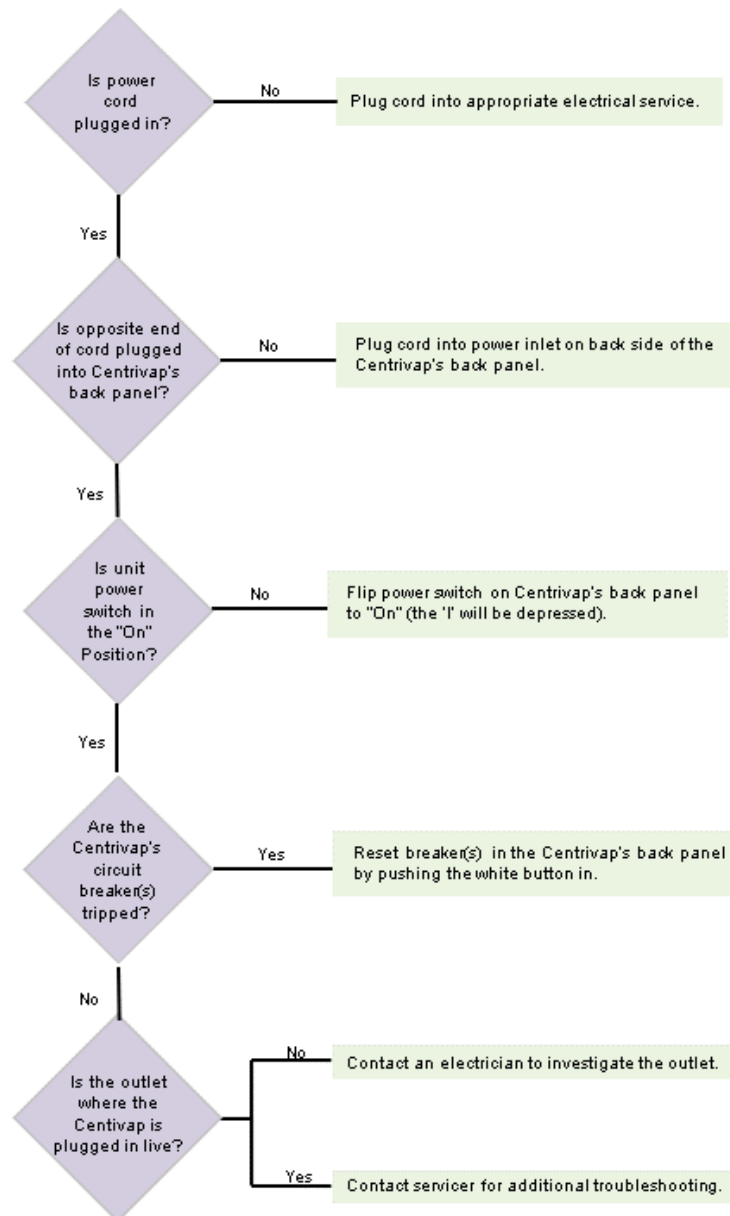 Is power
cord
plugged in?
No
Plug cord into appropriate electrical service.
Yes
Is opposite end
of cord plugged
into Centrivap's
back panel?
No
Plug cord into power inlet on back side of the
Centrivap's back panel.
Yes
Is unit
power
switch in
the "On"
Position?
No
Flip power switch on Centrivap's back panel
to "On" (the 'I' will be depressed).
Yes
Are the
Centrivap's
circuit
breaker(s)
tripped?
Yes
Reset breaker(s) in the Centrivap's back panel
by pushing the white button in.
No
Is the outlet
where the
Centivap is
plugged in live?
No
Contact an electrician to investigate the outlet.
Yes
Contact servicer for additional troubleshooting.